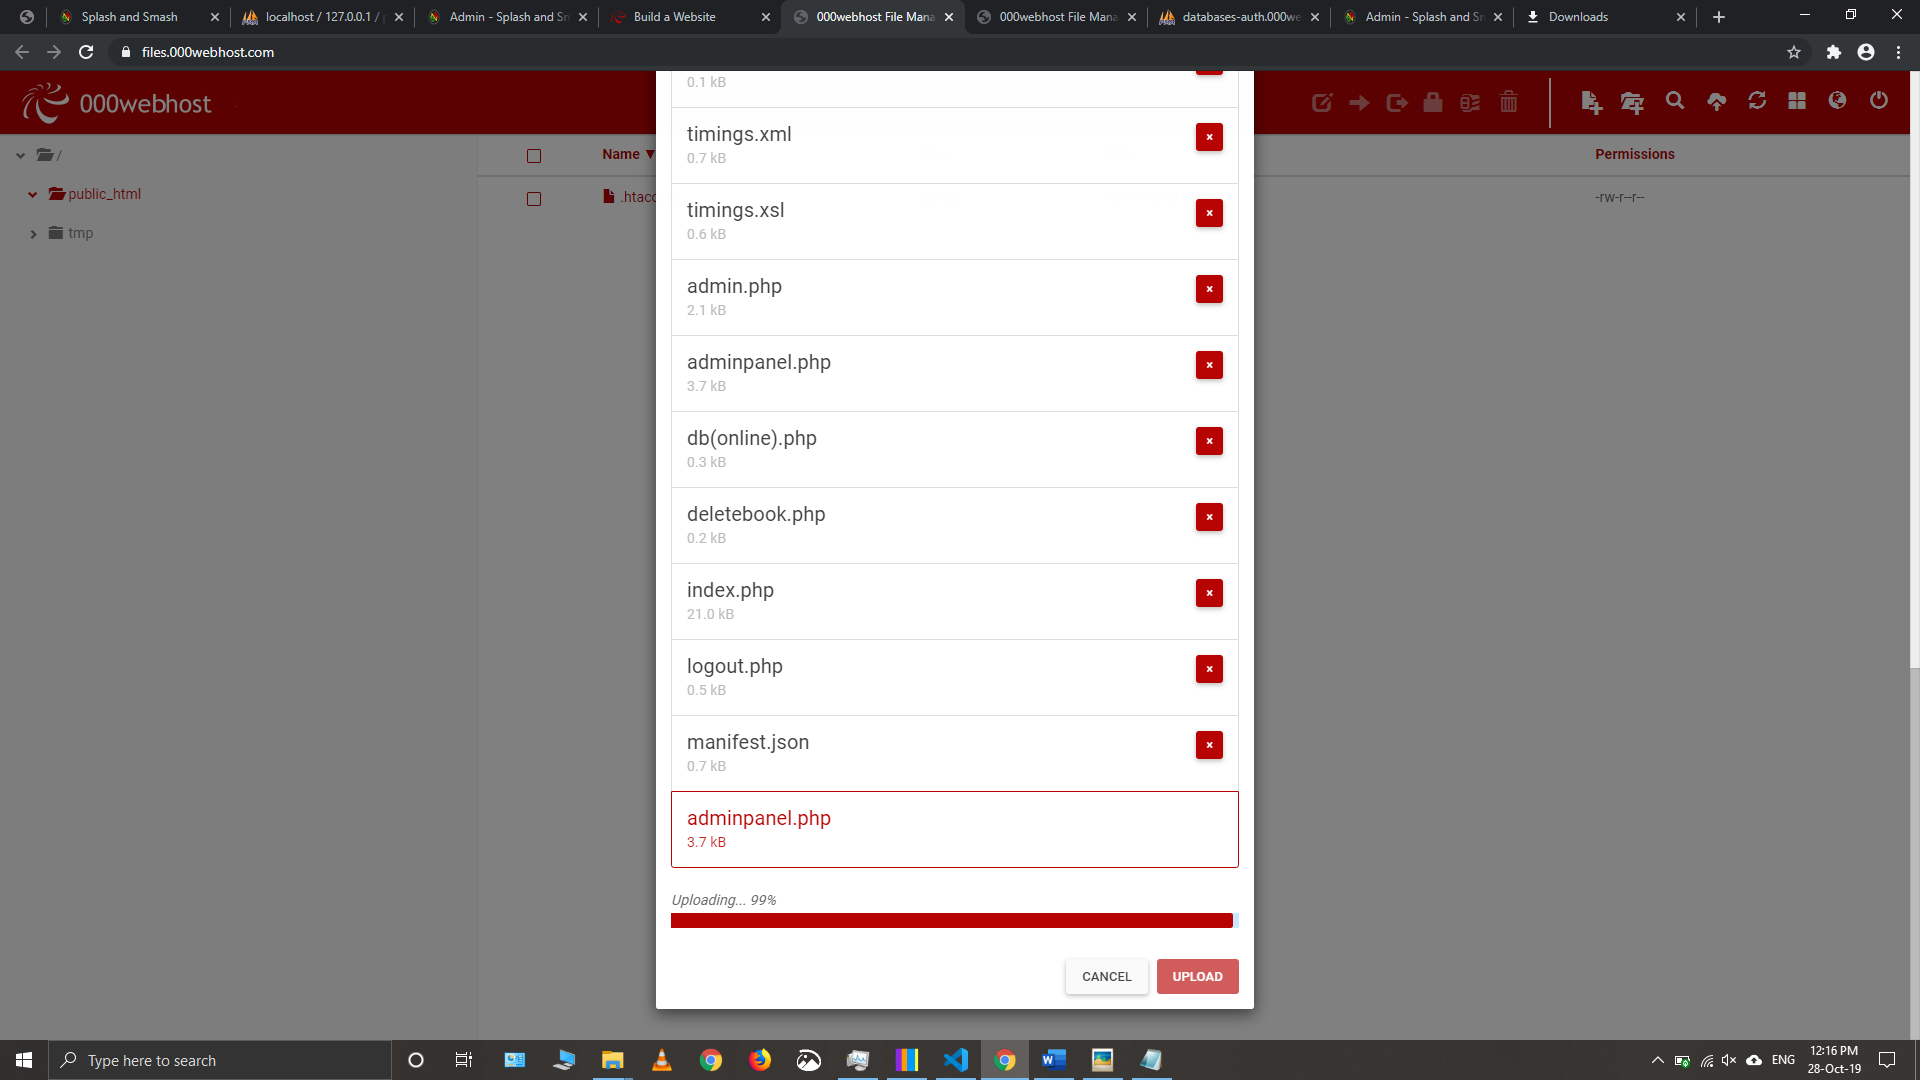 Splash and Smash
localhost / 127.0.0.1 /
Admin - Splash and Sm
Build a Website
000webhost File Mana
000webhost File Mana
databases-auth.000we
Admin - Splash and Sm
Downloads
files.000webhost.com
000webhost
/
public_html
tmp
Name ▼
Permissions
.htacc
-rw-r--r--
0.1 kB
timings.xml
0.7 kB
timings.xsl
0.6 kB
admin.php
2.1 kB
adminpanel.php
3.7 kB
db(online).php
0.3 kB
deletebook.php
0.2 kB
index.php
21.0 kB
logout.php
0.5 kB
manifest.json
0.7 kB
adminpanel.php
3.7 kB
Uploading... 99%
CANCEL
UPLOAD
Type here to search
ENG
12:16 PM
28-Oct-19